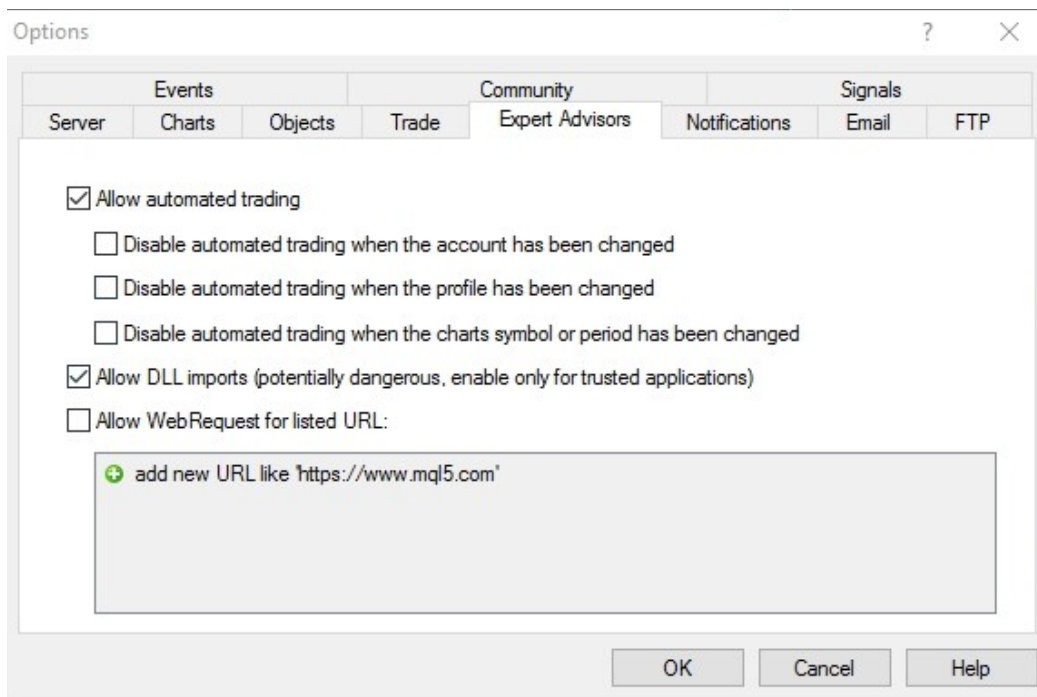 Options ?
Events Community Signals
Server Charts Objects Trade Expert Advisors Notifications Email FTP
Allow automated trading
Disable automated trading when the account has been changed
Disable automated trading when the profile has been changed
Disable automated trading when the charts symbol or period has been changed
Allow DLL imports (potentially dangerous, enable only for trusted applications)
Allow WebRequest for listed URL:
add new URL like 'https://www.mql5.com'
OK Cancel Help